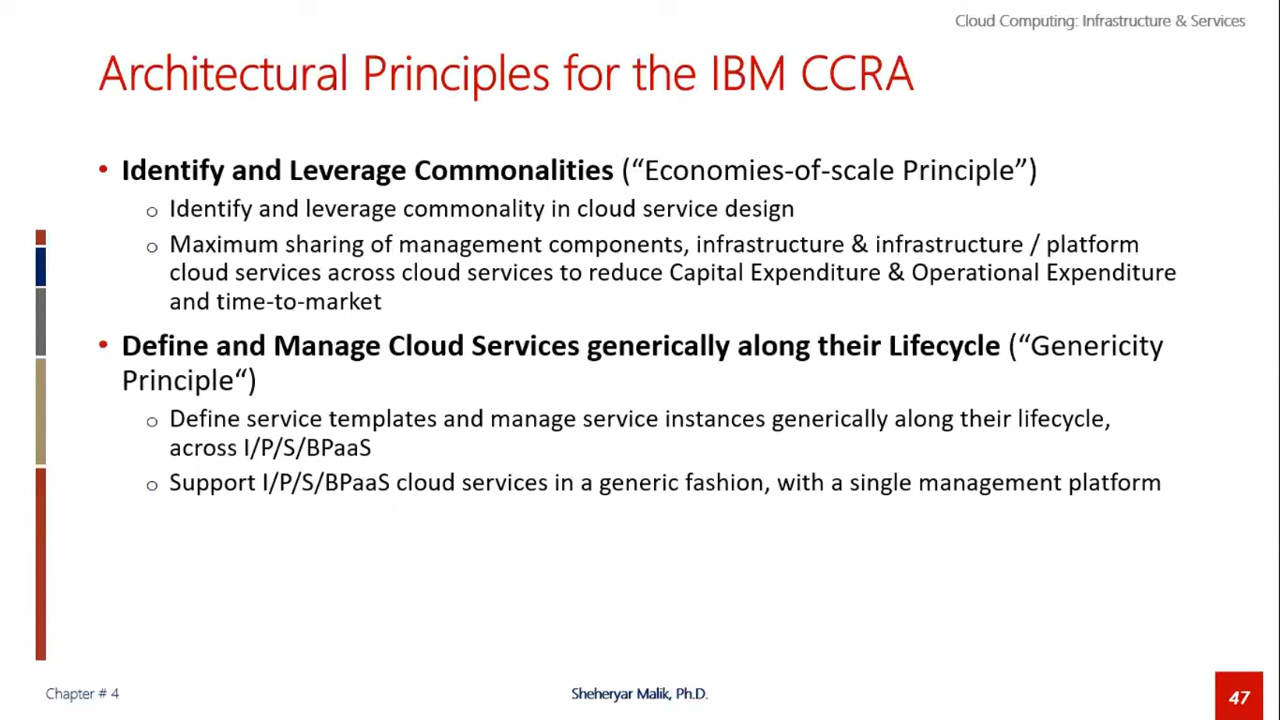 Cloud Computing: Infrastructure & Services
Architectural Principles for the IBM CCRA
• Identify and Leverage Commonalities (“Economies-of-scale Principle”)
o Identify and leverage commonality in cloud service design
o Maximum sharing of management components, infrastructure & infrastructure / platform
cloud services across cloud services to reduce Capital Expenditure & Operational Expenditure
and time-to-market
• Define and Manage Cloud Services generically along their Lifecycle (“Genericity
Principle“)
o Define service templates and manage service instances generically along their lifecycle,
across I/P/S/BPaaS
o Support I/P/S/BPaaS cloud services in a generic fashion, with a single management platform
Chapter # 4
Sheheryar Malik, Ph.D.
47